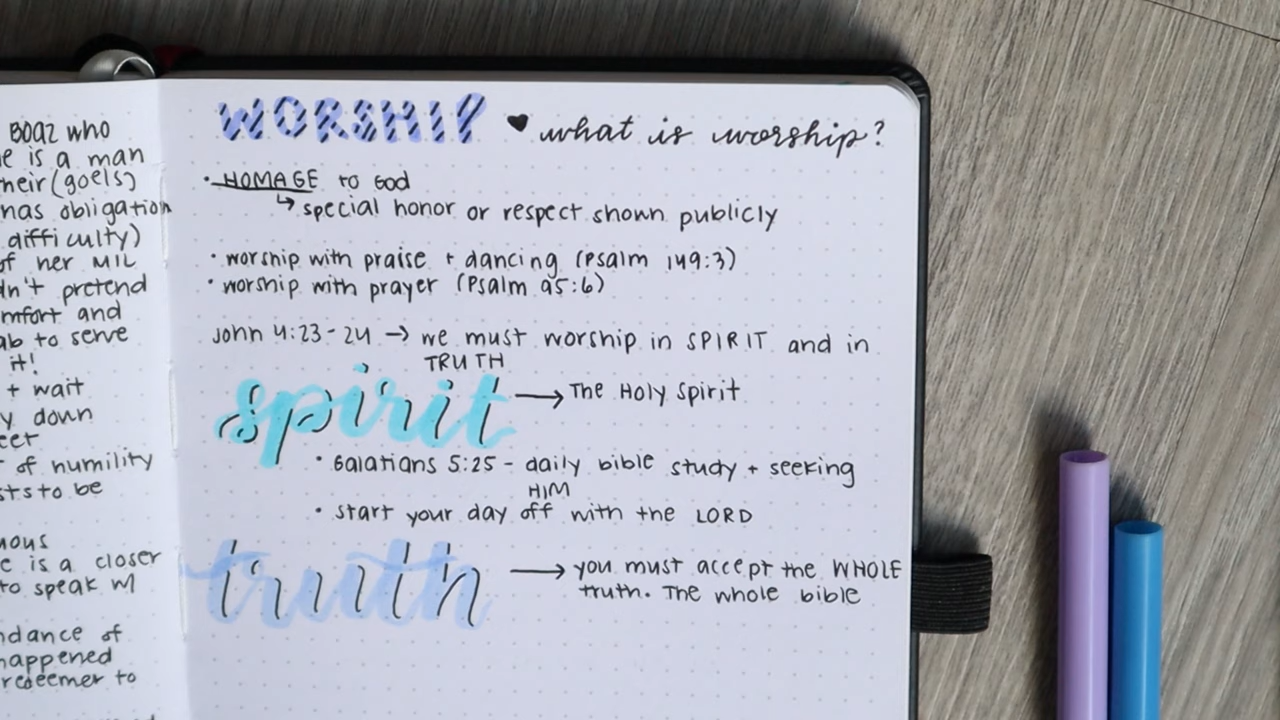 Boaz who
e is a man
heir (goels)
has obligation
difficulty)
of her MIL
dn't pretend
mfort and
ab to serve
it!
+ wait
y down
eet
of humility
sts to be
nous
e is a closer
to speak w/
ndance of
happened
redeemer to
WORSHIP ♥ what is worship?
· HOMAGE to God
↳ special honor or respect shown publicly
· worship with praise + dancing (Psalm 149:3)
· worship with prayer (Psalm 95:6)
John 4:23-24 → we must worship in SPIRIT and in
TRUTH
spirit → The Holy Spirit
· Galatians 5:25 - daily bible study + seeking
HIM
· start your day off with the LORD
truth → you must accept the WHOLE
truth. The whole bible